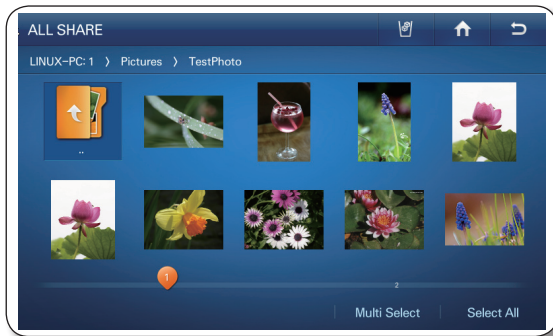 ALL SHARE
LINUX-PC: 1 > Pictures > TestPhoto
..
1
2
Multi Select
Select All